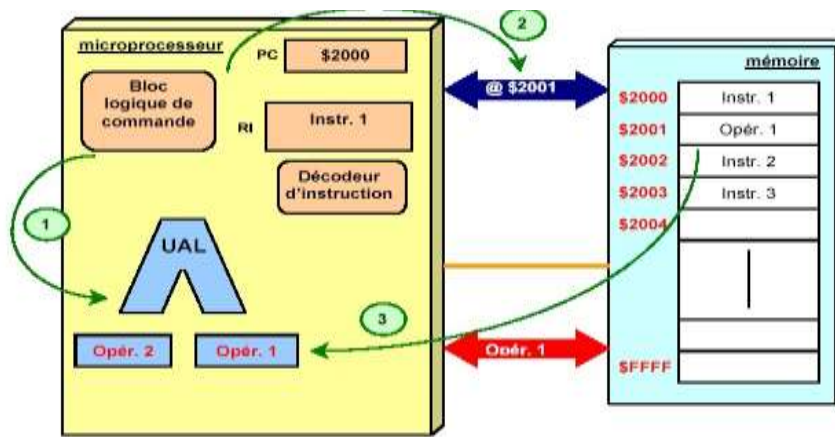 2
microprocesseur
PC
$2000
mémoire
Bloc
logique de
commande
@ $2001
$2000
Instr. 1
RI
Instr. 1
$2001
Opér. 1
$2002
Instr. 2
Décodeur
d'instruction
$2003
Instr. 3
1
$2004
UAL
3
Opér. 2
Opér. 1
Opér. 1
$FFFF